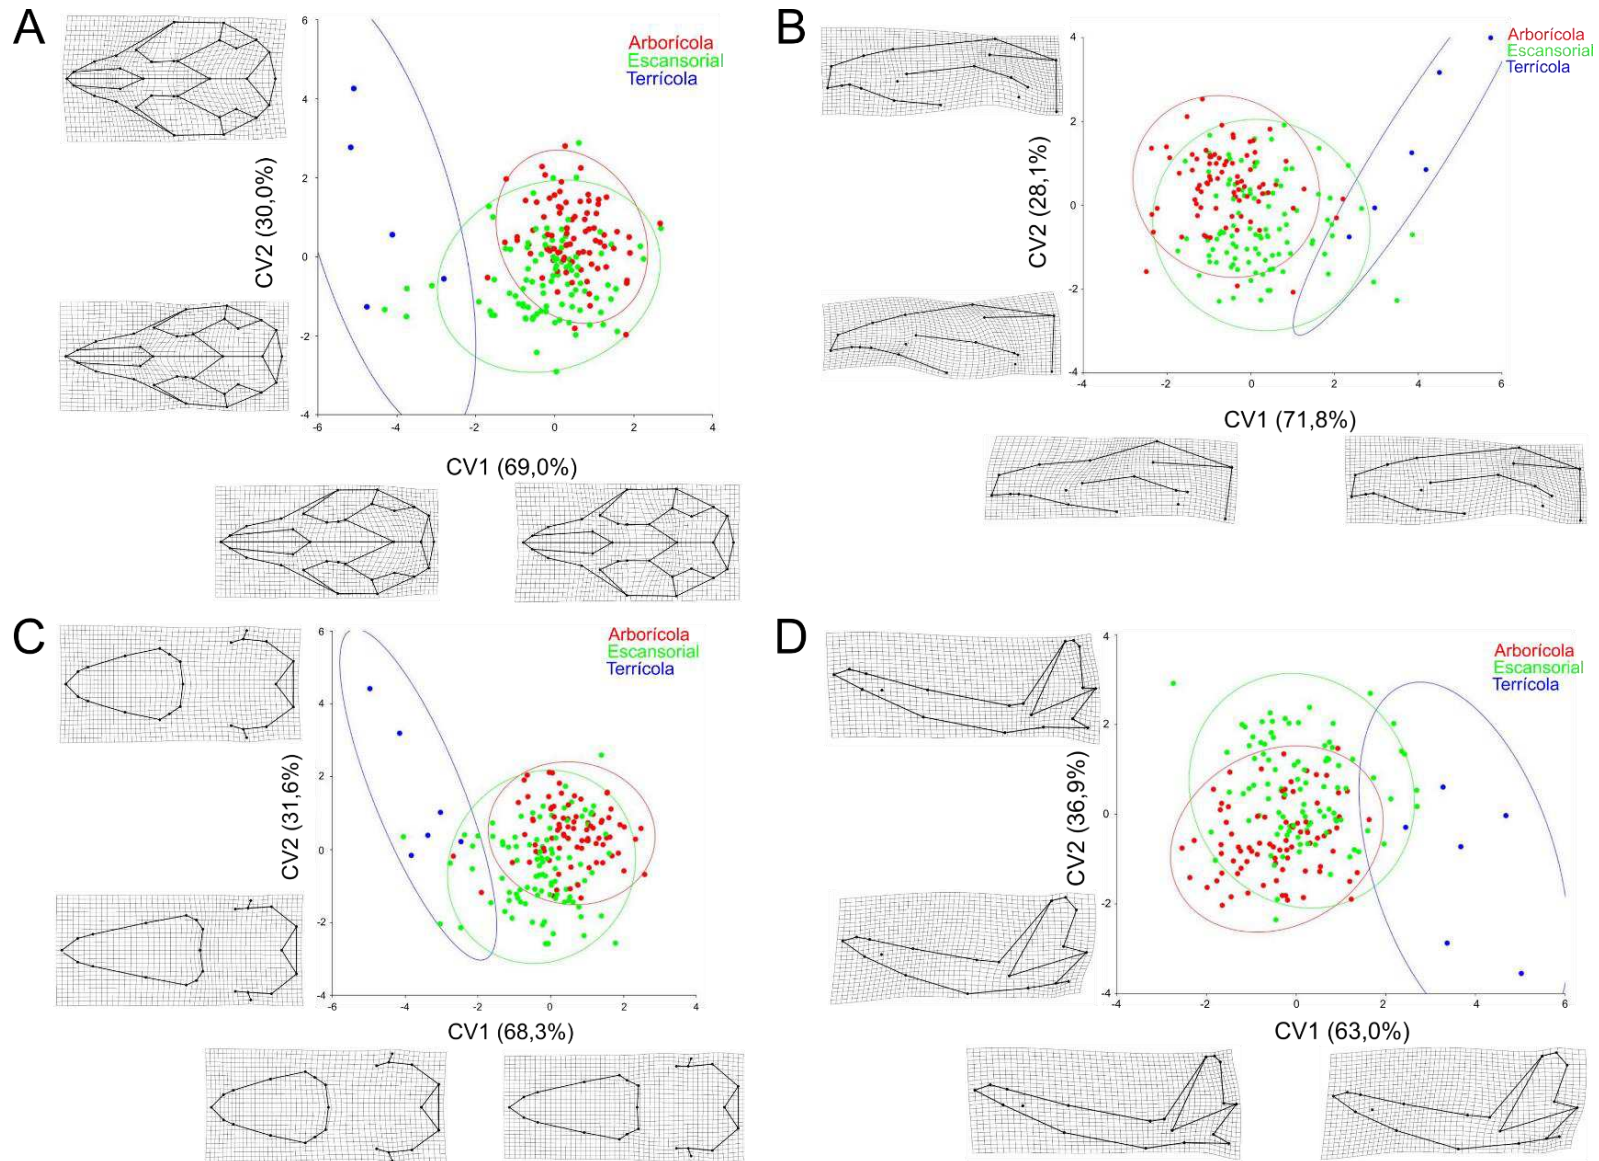 A
6
4
2
0
-2
-4
-6
-4
-2
0
2
4
CV2 (30,0%)
CV1 (69,0%)
Arborícola
Escansorial
Terrícola
B
4
2
0
-2
-4
-4
-2
0
2
4
6
CV2 (28,1%)
CV1 (71,8%)
Arborícola
Escansorial
Terrícola
C
6
4
2
0
-2
-4
-6
-4
-2
0
2
4
CV2 (31,6%)
CV1 (68,3%)
Arborícola
Escansorial
Terrícola
D
4
2
0
-2
-4
-4
-2
0
2
4
6
CV2 (36,9%)
CV1 (63,0%)
Arborícola
Escansorial
Terrícola